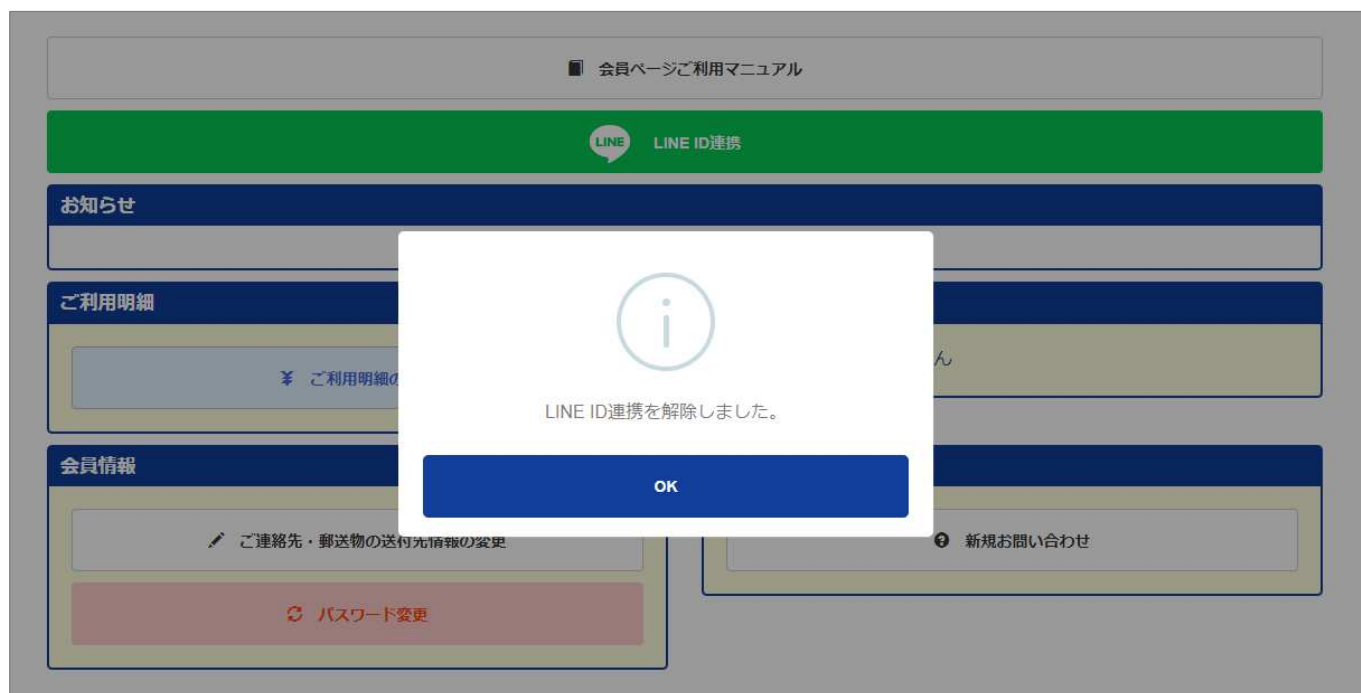 会員ページご利用マニュアル
LINE LINE ID連携
お知らせ
ご利用明細
ん
¥ ご利用明細の
LINE ID連携を解除しました。
会員情報
OK
ご連絡先・郵送物の送付先情報の変更
新規お問い合わせ
パスワード変更